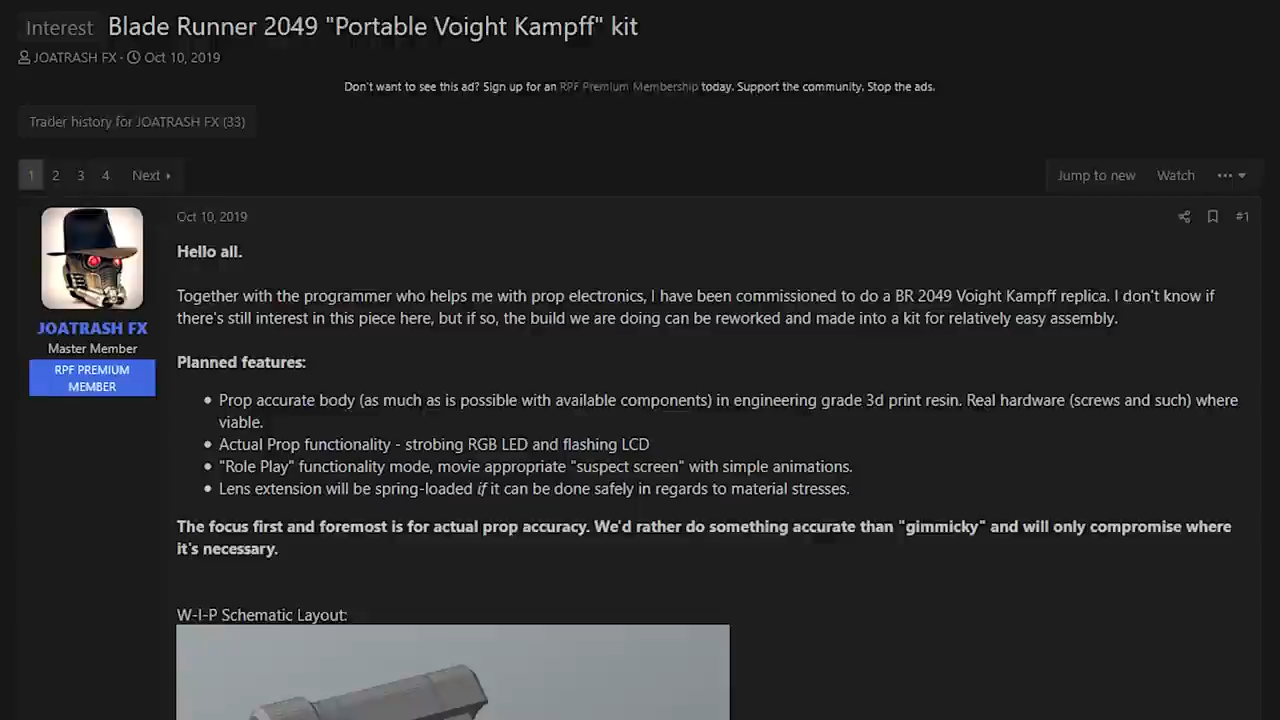 Interest Blade Runner 2049 "Portable Voight Kampff" kit
JOATRASH FX · Oct 10, 2019
Don't want to see this ad? Sign up for an RPF Premium Membership today. Support the community. Stop the ads.
Trader history for JOATRASH FX (33)
1 2 3 4 Next
Jump to new Watch •••
Oct 10, 2019 #1
JOATRASH FX
Master Member
RPF PREMIUM
MEMBER
Hello all.
Together with the programmer who helps me with prop electronics, I have been commissioned to do a BR 2049 Voight Kampff replica. I don't know if
there's still interest in this piece here, but if so, the build we are doing can be reworked and made into a kit for relatively easy assembly.
Planned features:
• Prop accurate body (as much as is possible with available components) in engineering grade 3d print resin. Real hardware (screws and such) where
viable.
• Actual Prop functionality - strobing RGB LED and flashing LCD
• "Role Play" functionality mode, movie appropriate "suspect screen" with simple animations.
• Lens extension will be spring-loaded if it can be done safely in regards to material stresses.
The focus first and foremost is for actual prop accuracy. We'd rather do something accurate than "gimmicky" and will only compromise where
it's necessary.
W-I-P Schematic Layout: